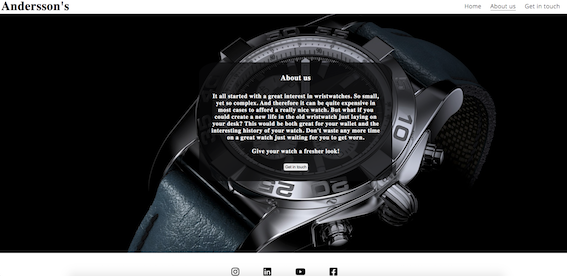 Andersson's
Home About us Get in touch
About us
It all started with a great interest in wristwatches. So small,
yet so complex. And therefore it can be quite expensive in
most cases to afford a really nice watch. But what if you
could create a new life in the old wristwatch just laying on
your desk? This would be both great for your wallet and the
interesting history of your watch. Don't waste any more time
on a great watch just waiting for you to get worn.
Give your watch a fresher look!
Get in touch
10
25
20